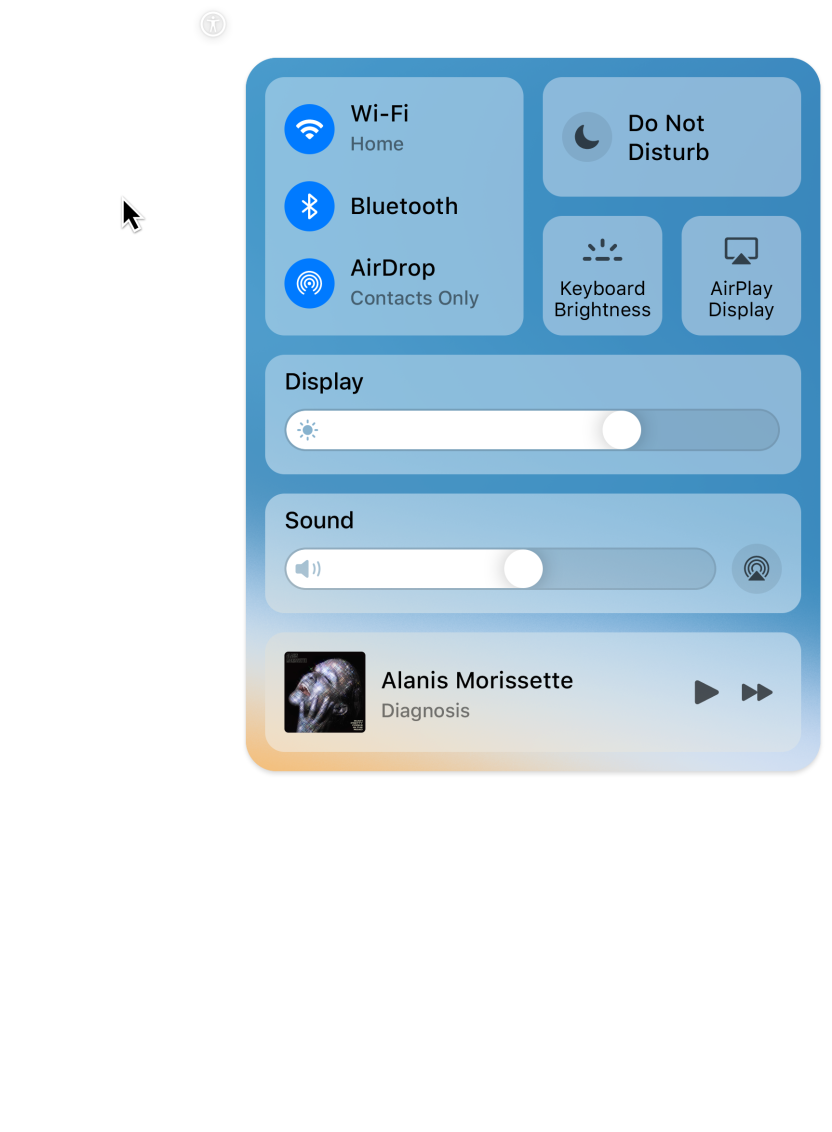 Wi-Fi
Home
Bluetooth
AirDrop
Contacts Only
Do Not
Disturb
Keyboard
Brightness
AirPlay
Display
Display
Sound
Alanis Morissette
Diagnosis